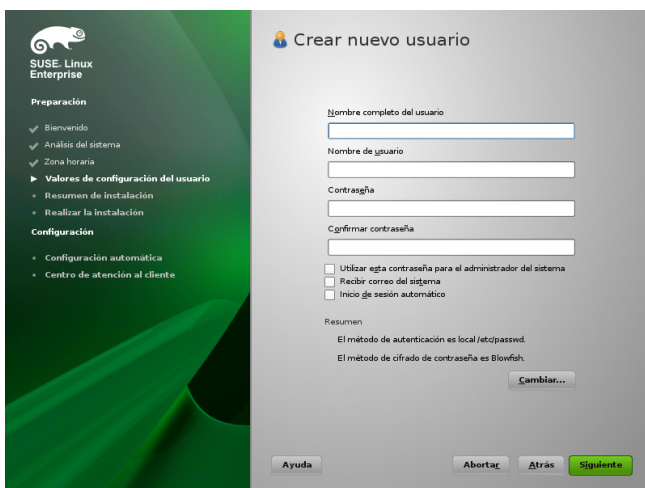 SUSE. Linux
Enterprise
Preparación
Bienvenido
Análisis del sistema
Zona horaria
Valores de configuración del usuario
Resumen de instalación
Realizar la instalación
Configuración
Configuración automática
Centro de atención al cliente
Crear nuevo usuario
Nombre completo del usuario
Nombre de usuario
Contraseña
Confirmar contraseña
Utilizar esta contraseña para el administrador del sistema
Recibir correo del sistema
Inicio de sesión automático
Resumen
El método de autenticación es local /etc/passwd.
El método de cifrado de contraseña es Blowfish.
Cambiar...
Ayuda
Abortar
Atrás
Siguiente